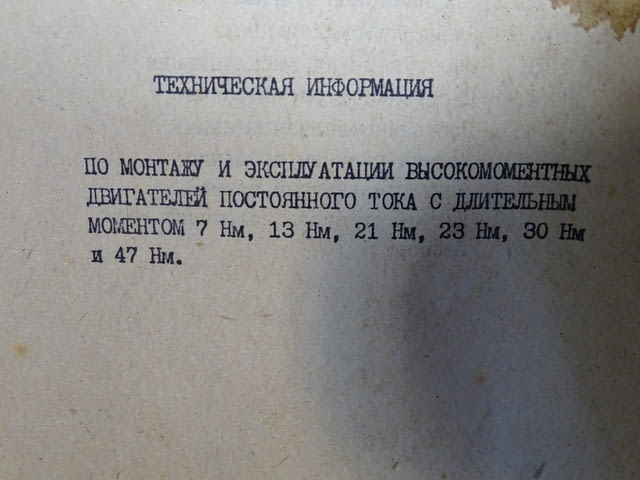 ТЕХНИЧЕСКАЯ ИНФОРМАЦИЯ
ПО МОНТАЖУ И ЭКСПЛУАТАЦИИ ВЫСОКОМОМЕНТНЫХ
ДВИГАТЕЛЕЙ ПОСТОЯННОГО ТОКА С ДЛИТЕЛЬНЫМ
МОМЕНТОМ 7 Нм, 13 Нм, 21 Нм, 23 Нм, 30 Нм
и 47 Нм.